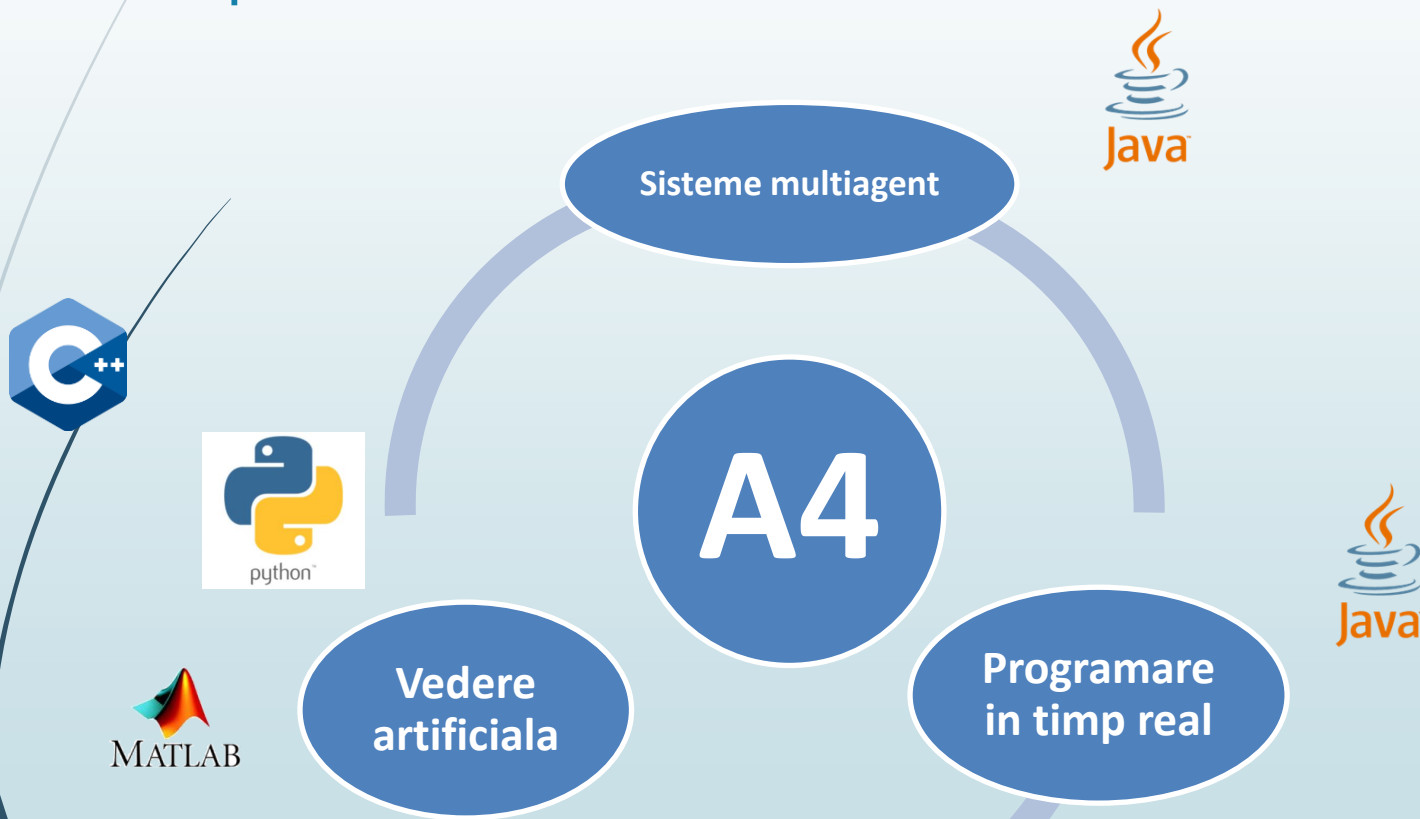 Java
Sisteme multiagent
C++
A4
python
Java
Vedere
artificiala
Programare
in timp real
MATLAB